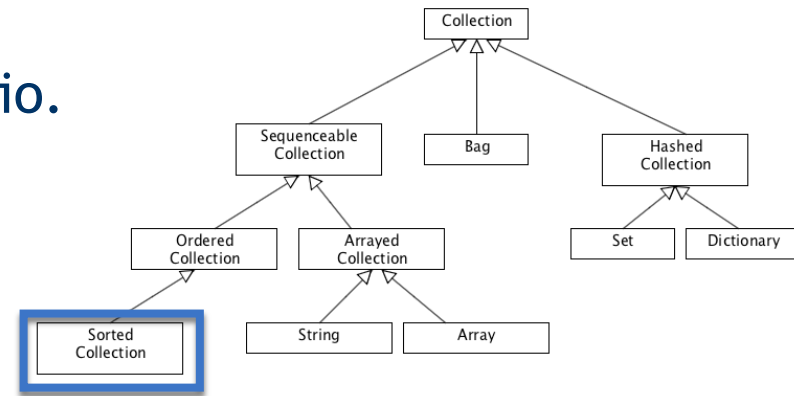 Collection
io.
Sequenceable
Collection
Bag
Hashed
Collection
Ordered
Collection
Arrayed
Collection
Set
Dictionary
Sorted
Collection
String
Array